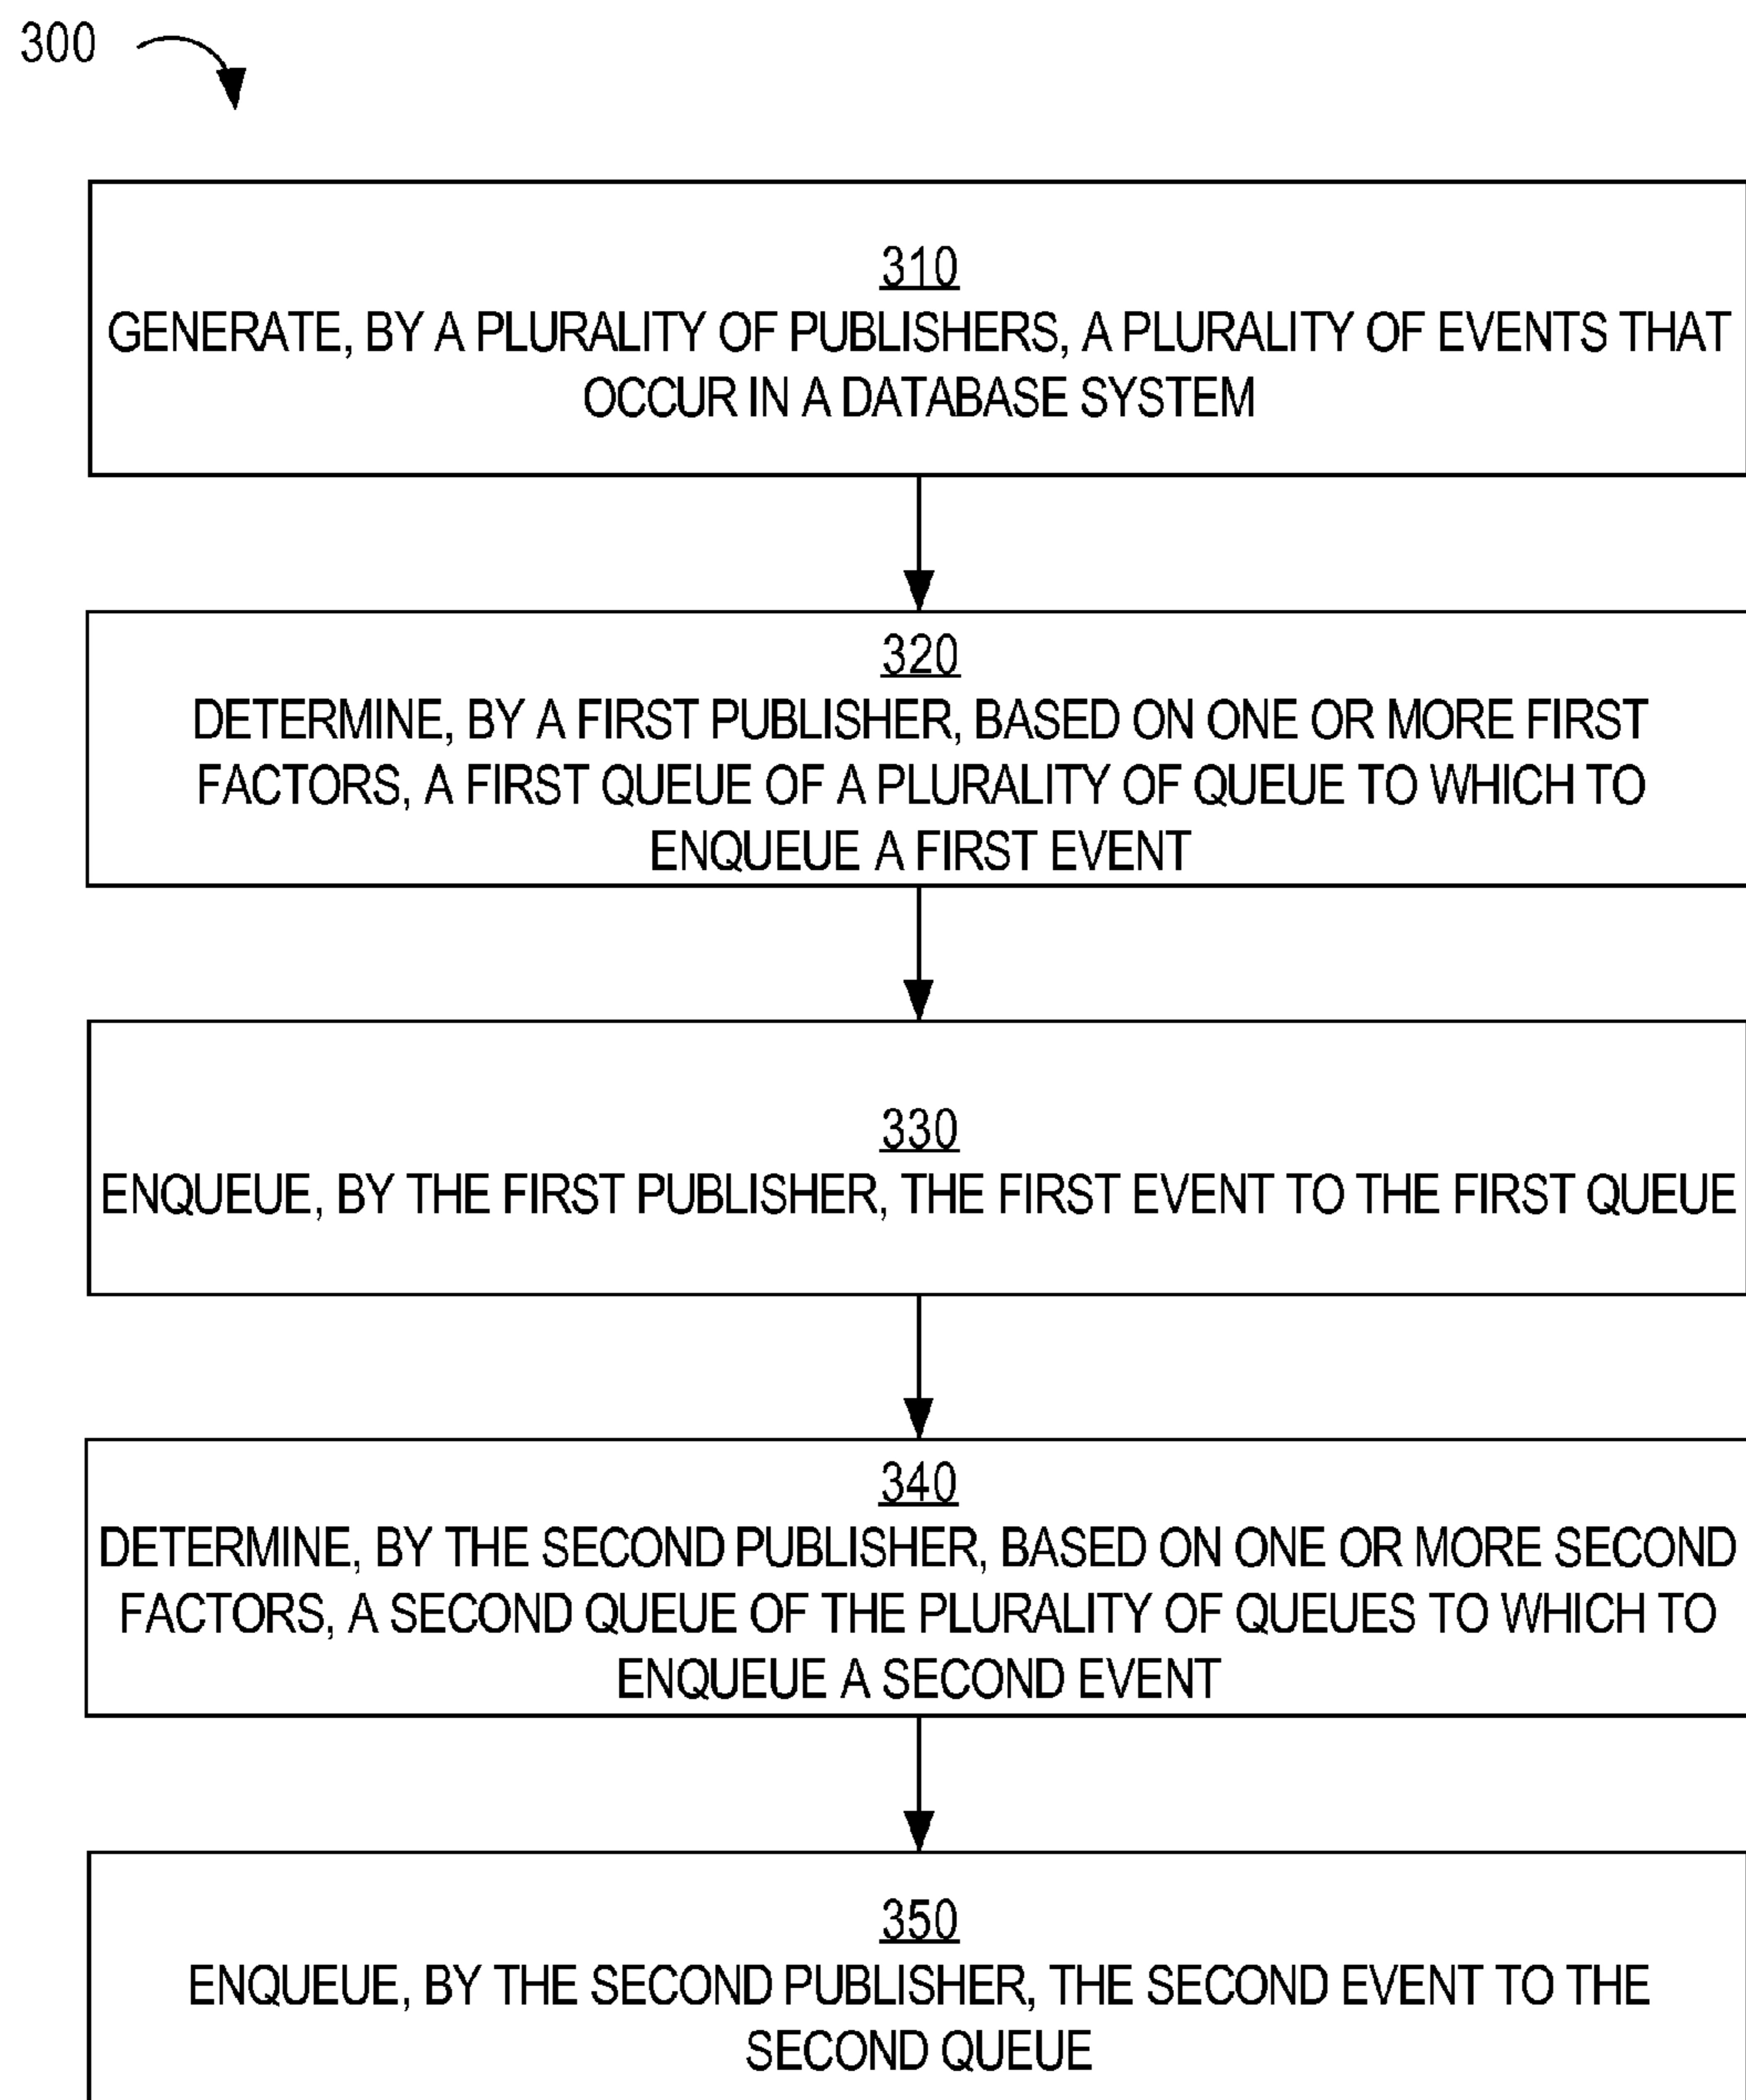 300
310
GENERATE, BY A PLURALITY OF PUBLISHERS, A PLURALITY OF EVENTS THAT
OCCUR IN A DATABASE SYSTEM
320
DETERMINE, BY A FIRST PUBLISHER, BASED ON ONE OR MORE FIRST
FACTORS, A FIRST QUEUE OF A PLURALITY OF QUEUE TO WHICH TO
ENQUEUE A FIRST EVENT
330
ENQUEUE, BY THE FIRST PUBLISHER, THE FIRST EVENT TO THE FIRST QUEUE
340
DETERMINE, BY THE SECOND PUBLISHER, BASED ON ONE OR MORE SECOND
FACTORS, A SECOND QUEUE OF THE PLURALITY OF QUEUES TO WHICH TO
ENQUEUE A SECOND EVENT
350
ENQUEUE, BY THE SECOND PUBLISHER, THE SECOND EVENT TO THE
SECOND QUEUE